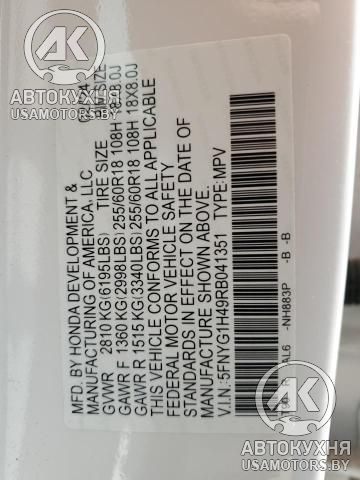 MFD. BY HONDA DEVELOPMENT &
MANUFACTURING OF AMERICA, LLC
GVWR 2810 KG (6195LBS) TIRE SIZE RIM SIZE
GAWR F 1360 KG (2998LBS) 255/60R18 108H 18X8.0J
GAWR R 1515 KG (3340LBS) 255/60R18 108H 18X8.0J
THIS VEHICLE CONFORMS TO ALL APPLICABLE
FEDERAL MOTOR VEHICLE SAFETY
STANDARDS IN EFFECT ON THE DATE OF
MANUFACTURE SHOWN ABOVE.
V.I.N.: 5FNYG1H49RB041351 TYPE: MPV
-NH883P -B -B
АВТОКУХНЯ
USAMOTORS.BY
АВТОКУХНЯ
USAMOTORS.BY